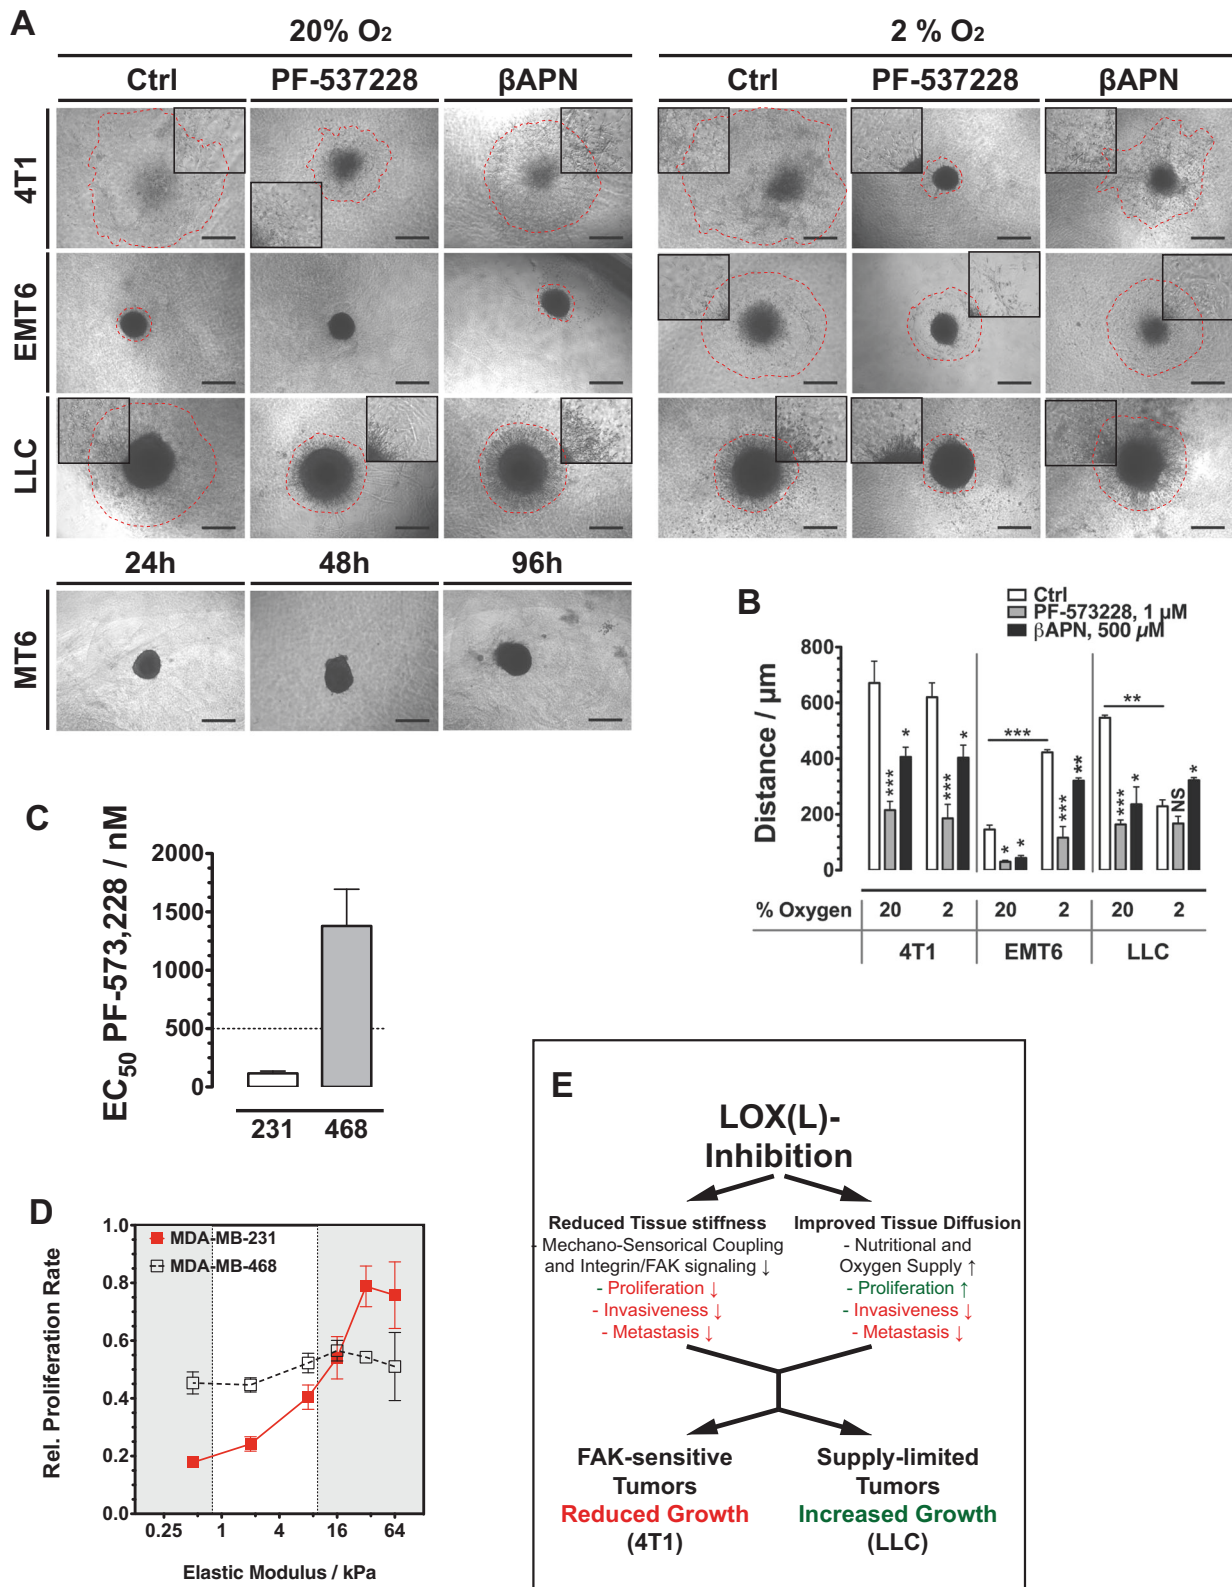 A
20% O2
2 % O2
Ctrl
PF-537228
βAPN
Ctrl
PF-537228
βAPN
4T1
EMT6
LLC
24h
48h
96h
MT6
B
Ctrl
PF-573228, 1 µM
βAPN, 500 µM
Distance / µm
800
600
400
200
0
***
*
***
*
***
*
*
***
**
**
***
*
NS
*
% Oxygen
20
2
20
2
20
2
4T1
EMT6
LLC
C
EC50 PF-573,228 / nM
2000
1500
1000
500
0
231
468
D
MDA-MB-231
MDA-MB-468
Rel. Proliferation Rate
1.0
0.8
0.6
0.4
0.2
0.0
0.25
1
4
16
64
Elastic Modulus / kPa
E
LOX(L)-
Inhibition
Reduced Tissue stiffness
- Mechano-Sensorical Coupling
and Integrin/FAK signaling ↓
- Proliferation ↓
- Invasiveness ↓
- Metastasis ↓
Improved Tissue Diffusion
- Nutritional and
Oxygen Supply ↑
- Proliferation ↑
- Invasiveness ↓
- Metastasis ↓
FAK-sensitive
Tumors
Reduced Growth
(4T1)
Supply-limited
Tumors
Increased Growth
(LLC)